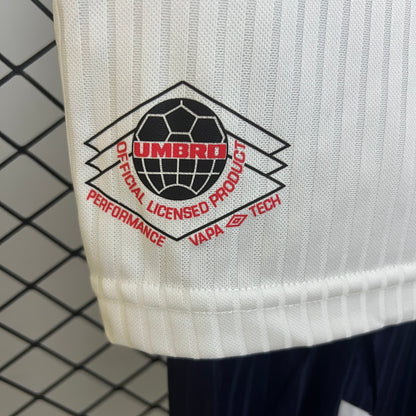 UMBRO
OFFICIAL LICENSED PRODUCT
PERFORMANCE VAPA TECH